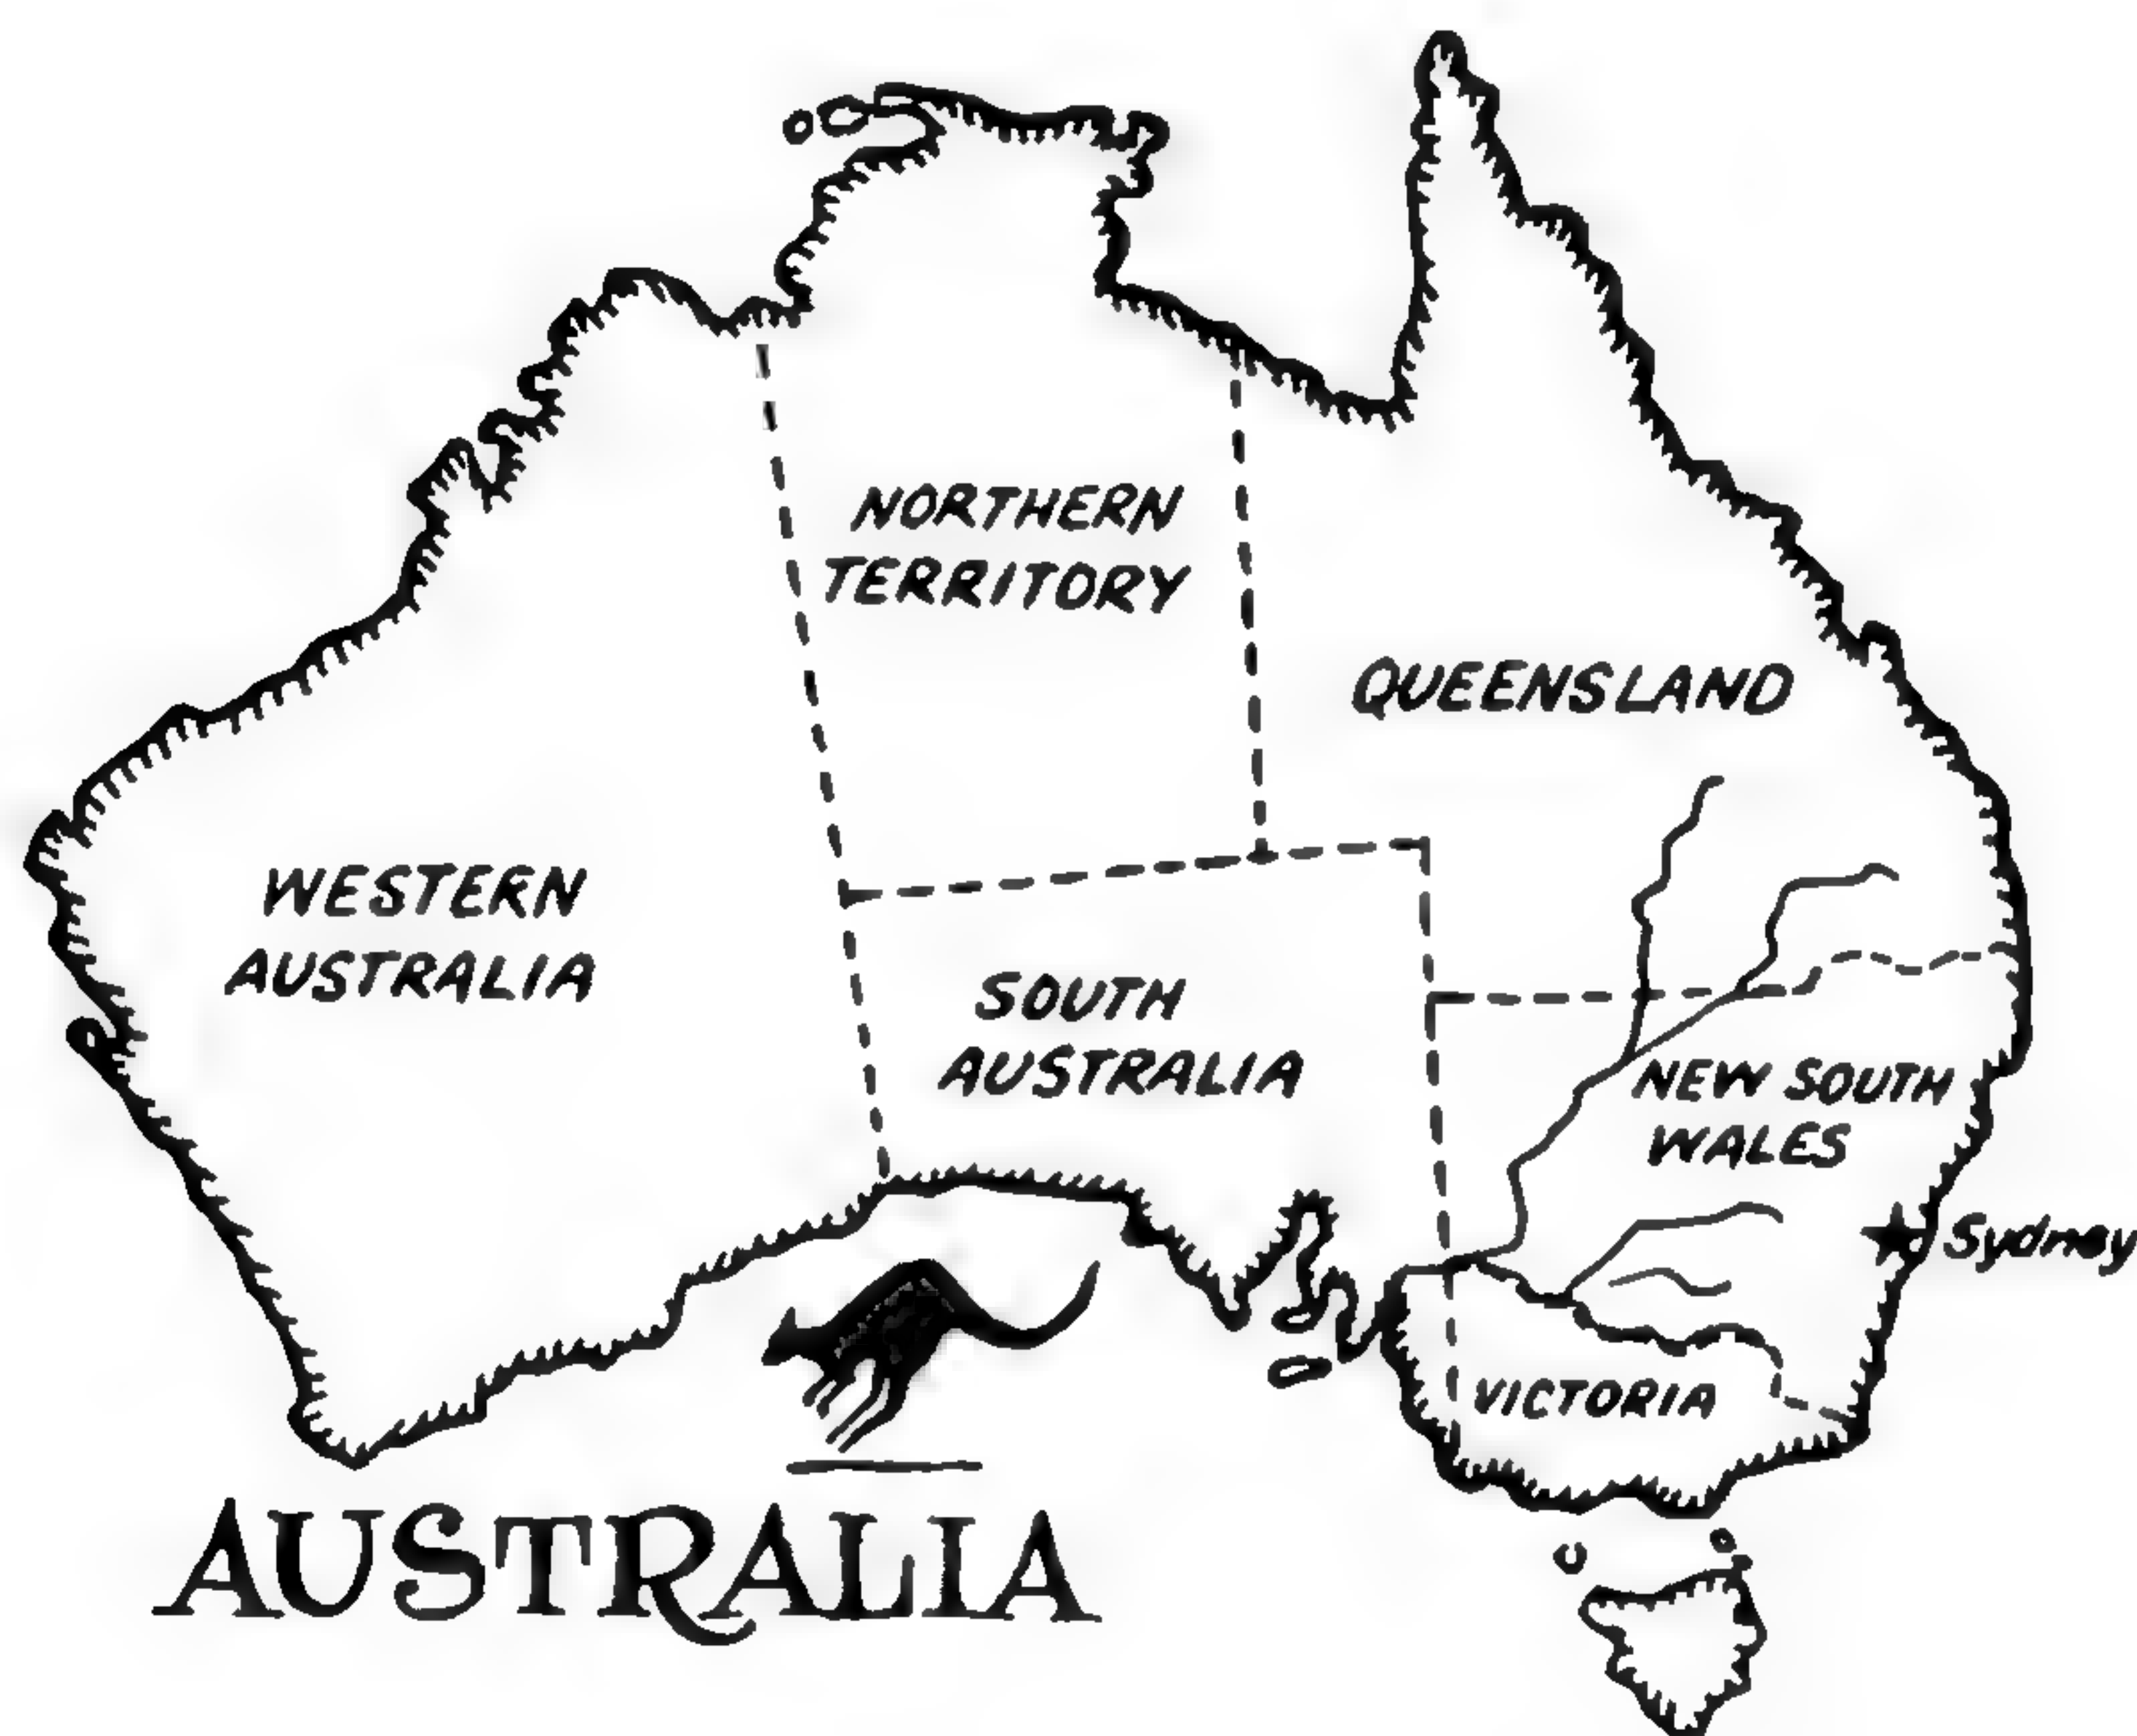 NORTHERN
TERRITORY
QUEENSLAND
WESTERN
AUSTRALIA
SOUTH
AUSTRALIA
NEW SOUTH
WALES
Sydney
VICTORIA
AUSTRALIA